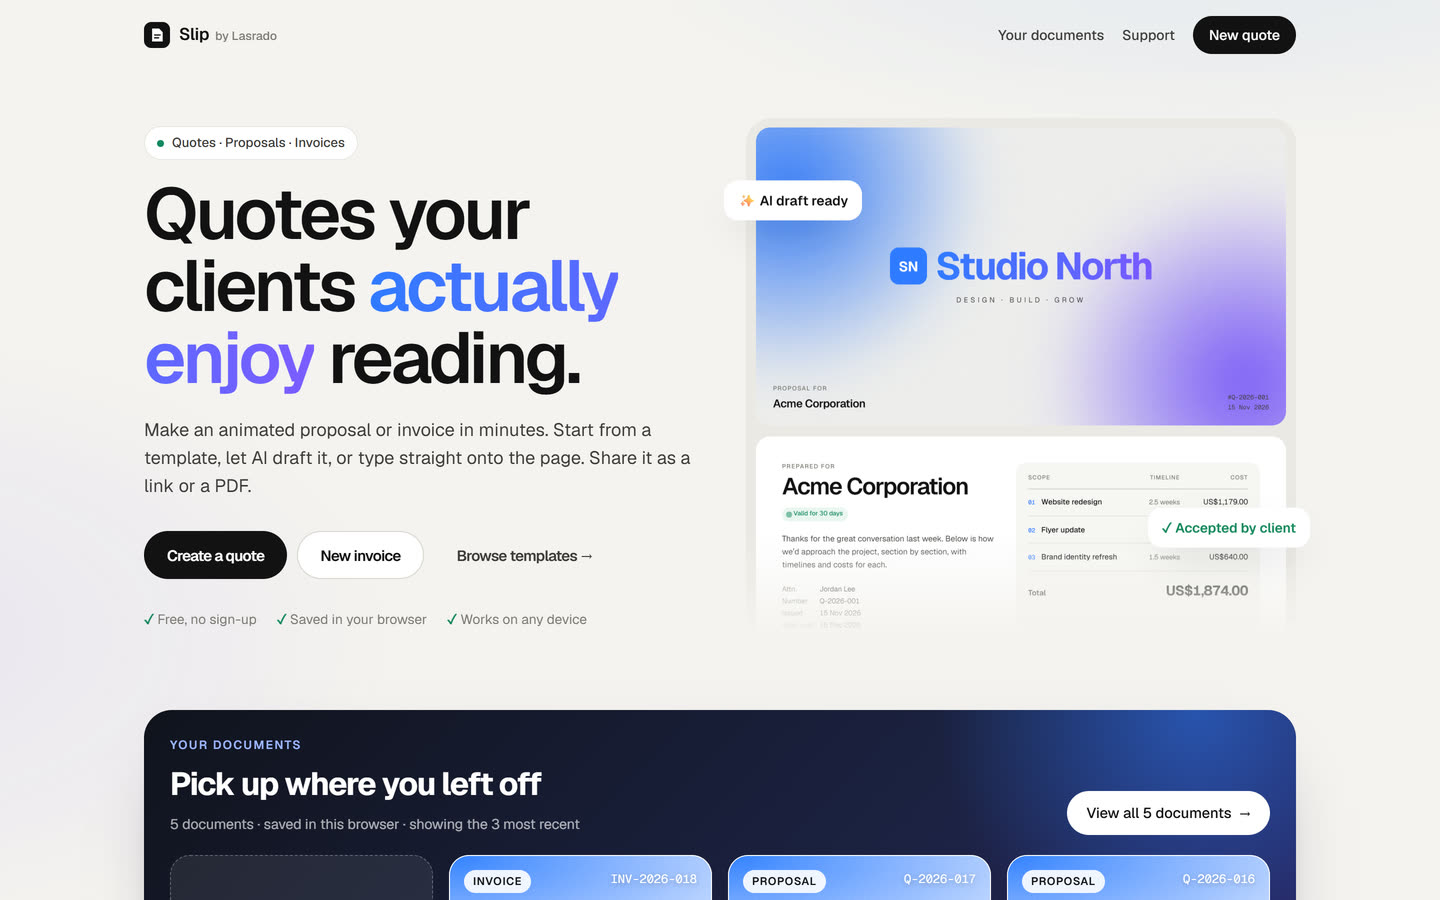 Slip by Lasrado
Your documents
Support
New quote
Quotes · Proposals · Invoices
Quotes your
clients actually
enjoy reading.
Make an animated proposal or invoice in minutes. Start from a
template, let AI draft it, or type straight onto the page. Share it as a
link or a PDF.
Create a quote
New invoice
Browse templates →
✓ Free, no sign-up
✓ Saved in your browser
✓ Works on any device
✨ AI draft ready
SN Studio North
DESIGN · BUILD · GROW
PROPOSAL FOR
Acme Corporation
#Q-2026-001
15 Nov 2026
PREPARED FOR
Acme Corporation
Valid for 30 days
Thanks for the great conversation last week. Below is how
we'd approach the project, section by section, with
timelines and costs for each.
Attn. Jordan Lee
Number Q-2026-001
Issued 15 Nov 2026
15 Dec 2026
SCOPE TIMELINE COST
01 Website redesign 2.5 weeks US$1,179.00
02 Flyer update
✓ Accepted by client
03 Brand identity refresh 1.5 weeks US$640.00
Total US$1,874.00
YOUR DOCUMENTS
Pick up where you left off
5 documents · saved in this browser · showing the 3 most recent
View all 5 documents →
INVOICE INV-2026-018
PROPOSAL Q-2026-017
PROPOSAL Q-2026-016